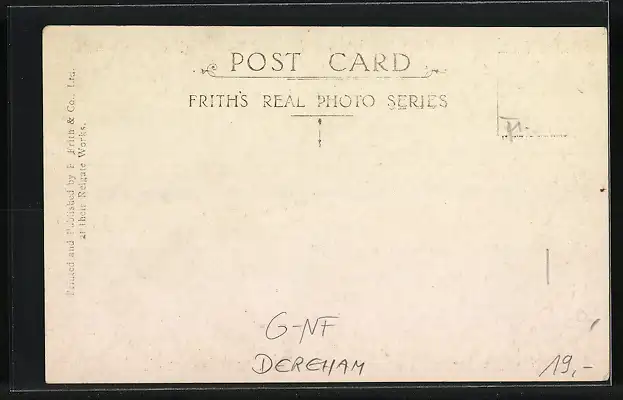 POST CARD
FRITH'S REAL PHOTO SERIES
Printed and Published by F. Frith & Co., Ltd.
at their Reigate Works.
G-NF
DEREHAM
19,-